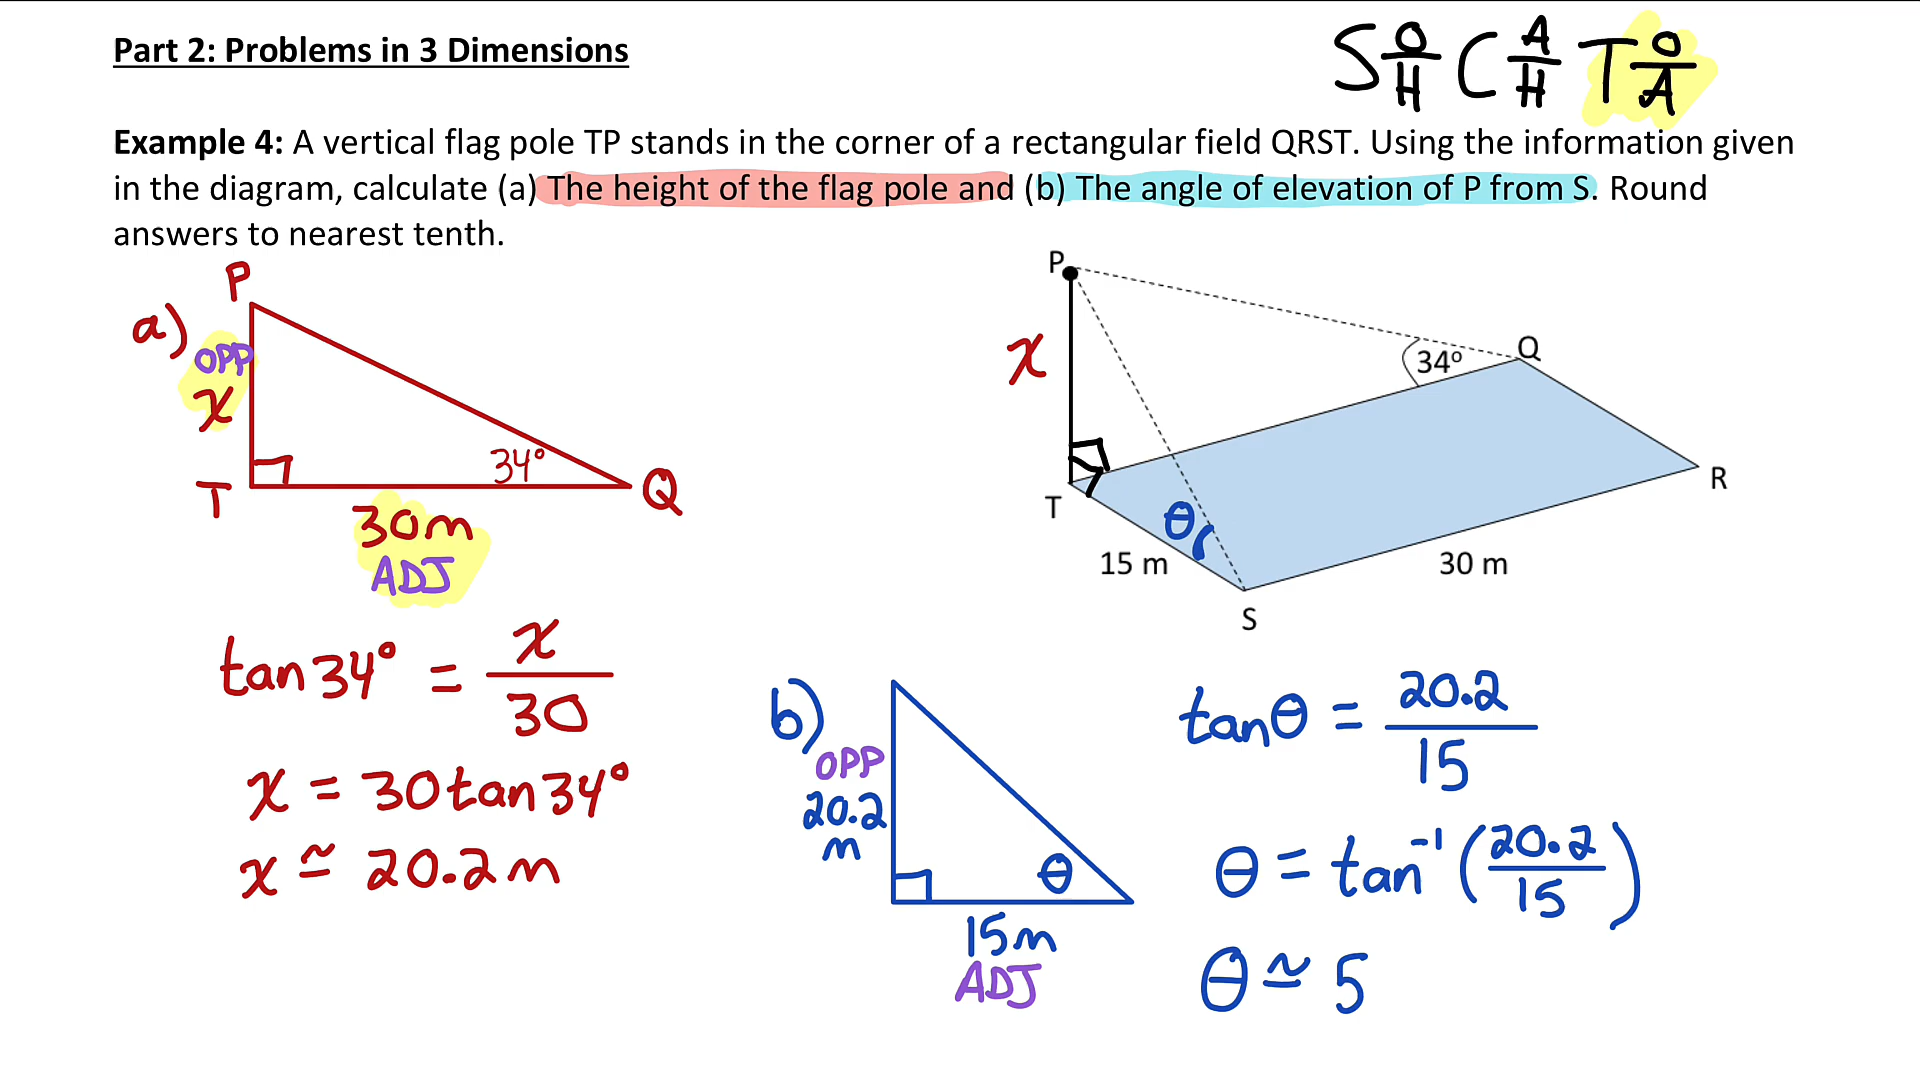 Part 2: Problems in 3 Dimensions
S O/H C A/H T O/A
Example 4: A vertical flag pole TP stands in the corner of a rectangular field QRST. Using the information given
in the diagram, calculate (a) The height of the flag pole and (b) The angle of elevation of P from S. Round
answers to nearest tenth.
a)
P
OPP
x
T
34°
Q
30m
ADJ
tan34° = x/30
x = 30tan34°
x ≃ 20.2m
P
x
34°
Q
T
θ
R
15 m
30 m
S
b)
OPP
20.2
m
θ
15m
ADJ
tanθ = 20.2/15
θ = tan⁻¹(20.2/15)
θ ≃ 5